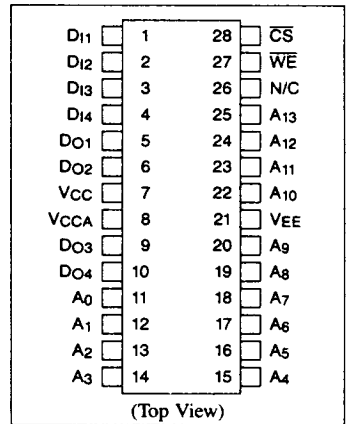 DI1 1 28 CS
DI2 2 27 WE
DI3 3 26 N/C
DI4 4 25 A13
DO1 5 24 A12
DO2 6 23 A11
VCC 7 22 A10
VCCA 8 21 VEE
DO3 9 20 A9
DO4 10 19 A8
A0 11 18 A7
A1 12 17 A6
A2 13 16 A5
A3 14 15 A4
(Top View)